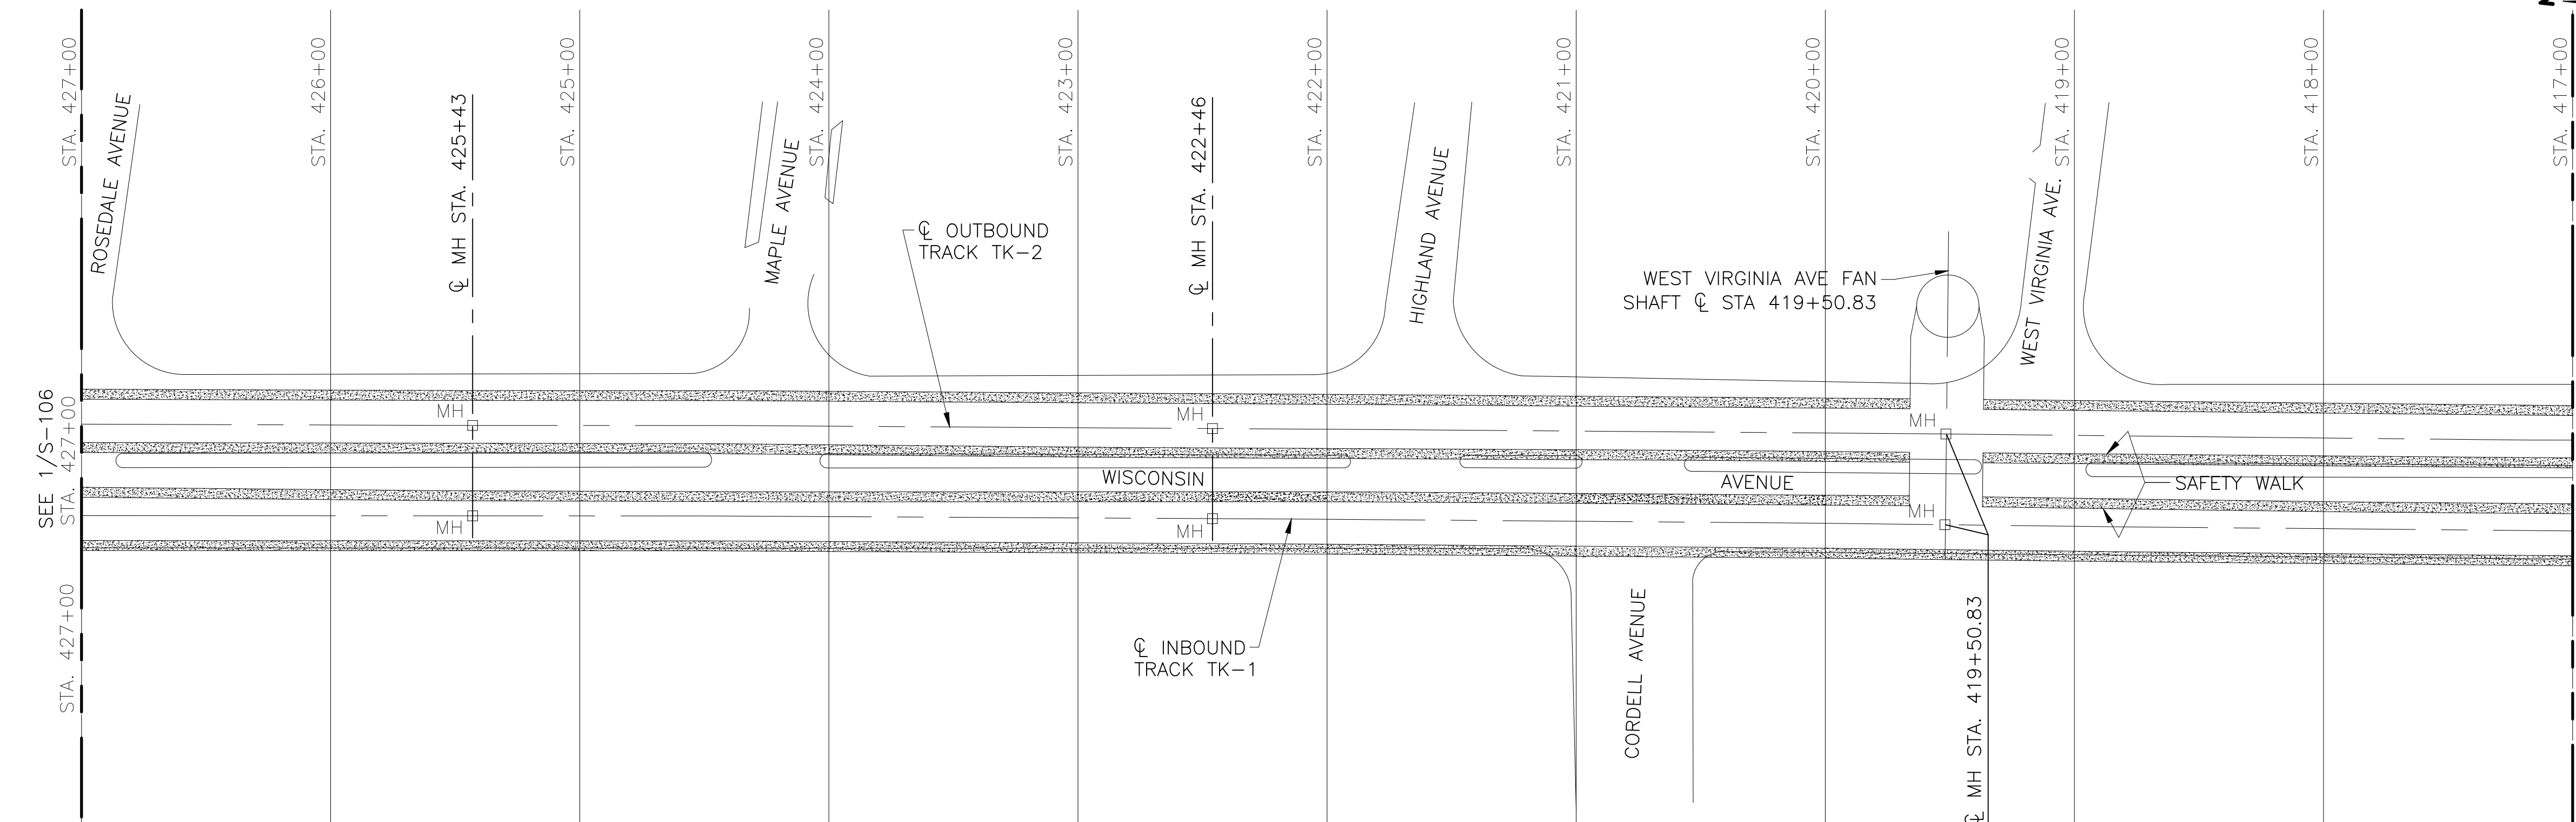 STA. 427+00
STA. 426+00
STA. 425+00
STA. 424+00
STA. 423+00
STA. 422+00
STA. 421+00
STA. 420+00
STA. 419+00
STA. 418+00
STA. 417+00
ROSEDALE AVENUE
℄ MH STA. 425+43
MAPLE AVENUE
℄ OUTBOUND
TRACK TK-2
℄ MH STA. 422+46
HIGHLAND AVENUE
WEST VIRGINIA AVE FAN
SHAFT ℄ STA 419+50.83
WEST VIRGINIA AVE.
SEE 1/S-106
STA. 427+00
MH
MH
MH
WISCONSIN
AVENUE
SAFETY WALK
MH
MH
MH
STA. 427+00
℄ INBOUND
TRACK TK-1
CORDELL AVENUE
℄ MH STA. 419+50.83